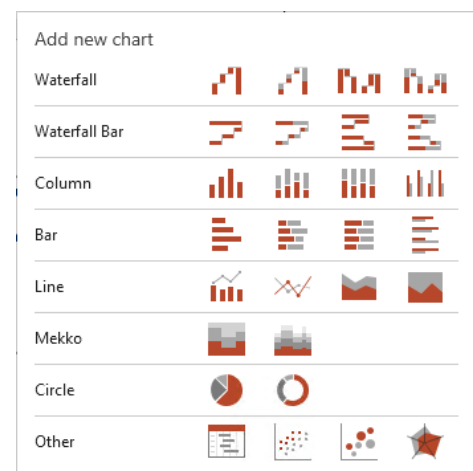 Add new chart
Waterfall
Waterfall Bar
Column
Bar
Line
Mekko
Circle
Other